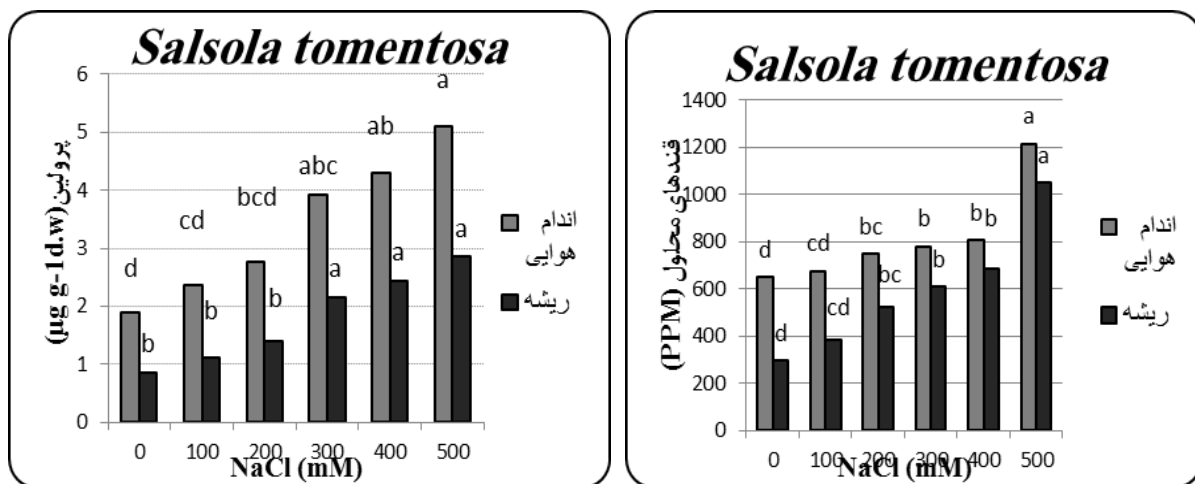 Salsola tomentosa
6
5
4
3
2
1
0
پرولین (µg g-1d.w)
d
b
cd
b
bcd
b
abc
a
ab
a
a
a
0 100 200 300 400 500
NaCl (mM)
اندام
هوایی
ریشه
Salsola tomentosa
1400
1200
1000
800
600
400
200
0
قندهای محلول (PPM)
d
d
cd
cd
bc
bc
b
b
b
b
a
a
0 100 200 300 400 500
NaCl (mM)
اندام
هوایی
ریشه